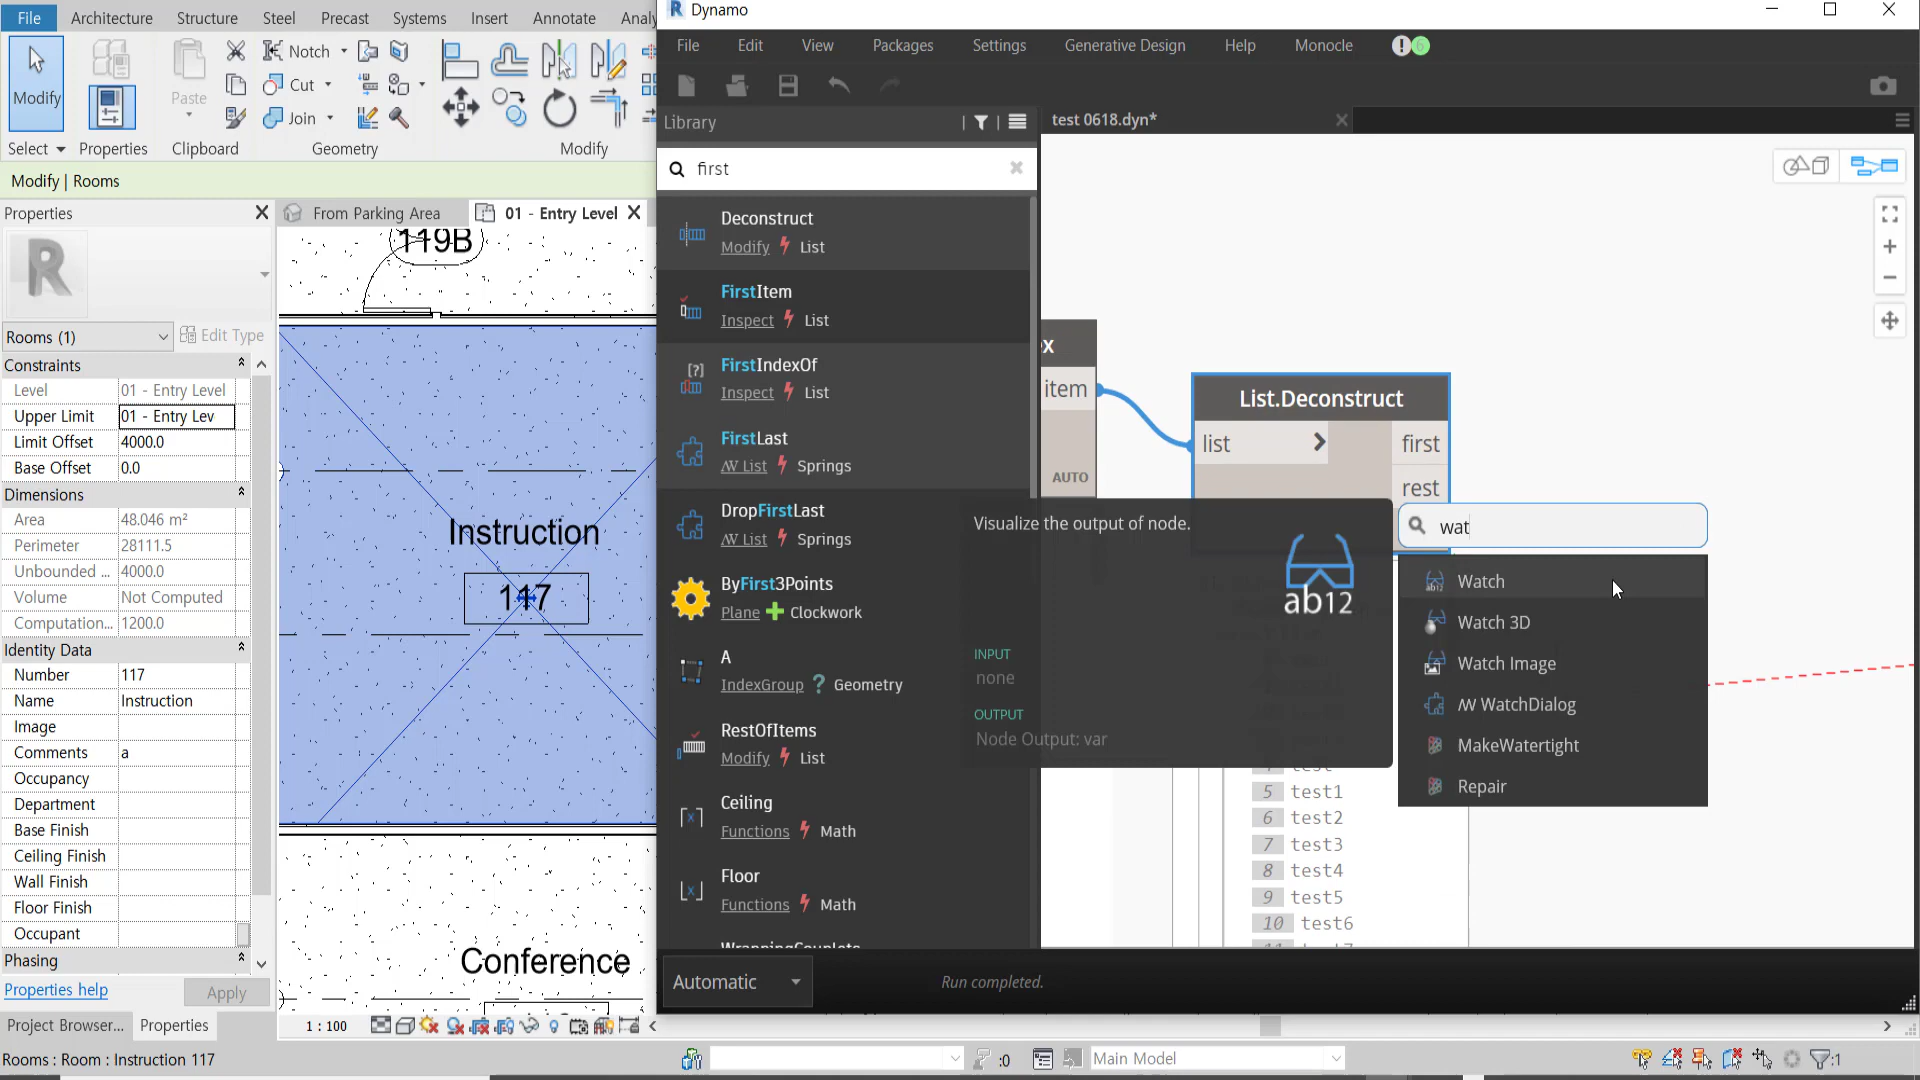 File Architecture Structure Steel Precast Systems Insert Annotate Analy
Modify
Notch
Cut
Join
Paste
Select Properties Clipboard Geometry Modify
Modify | Rooms
Properties
From Parking Area
01 - Entry Level
R
Rooms (1)
Edit Type
Constraints
Level 01 - Entry Level
Upper Limit 01 - Entry Lev
Limit Offset 4000.0
Base Offset 0.0
Dimensions
Area 48.046 m²
Perimeter 28111.5
Unbounded ... 4000.0
Volume Not Computed
Computation... 1200.0
Identity Data
Number 117
Name Instruction
Image
Comments a
Occupancy
Department
Base Finish
Ceiling Finish
Wall Finish
Floor Finish
Occupant
Phasing
Properties help
Apply
Project Browser...
Properties
119B
Instruction
117
Conference
1 : 100
Rooms : Room : Instruction 117
:0
Main Model
:1
R Dynamo
File Edit View Packages Settings Generative Design Help Monocle
! 6
Library
test 0618.dyn*
first
Deconstruct
Modify List
FirstItem
Inspect List
FirstIndexOf
Inspect List
FirstLast
List Springs
DropFirstLast
List Springs
ByFirst3Points
Plane Clockwork
A
IndexGroup Geometry
RestOfItems
Modify List
Ceiling
Functions Math
Floor
Functions Math
WrappingCouplets
Automatic
Run completed.
x
item
AUTO
List.Deconstruct
list >
first
rest
Visualize the output of node.
ab12
INPUT
none
OUTPUT
Node Output: var
wat
Watch
Watch 3D
Watch Image
WatchDialog
MakeWatertight
Repair
5 test1
6 test2
7 test3
8 test4
9 test5
10 test6